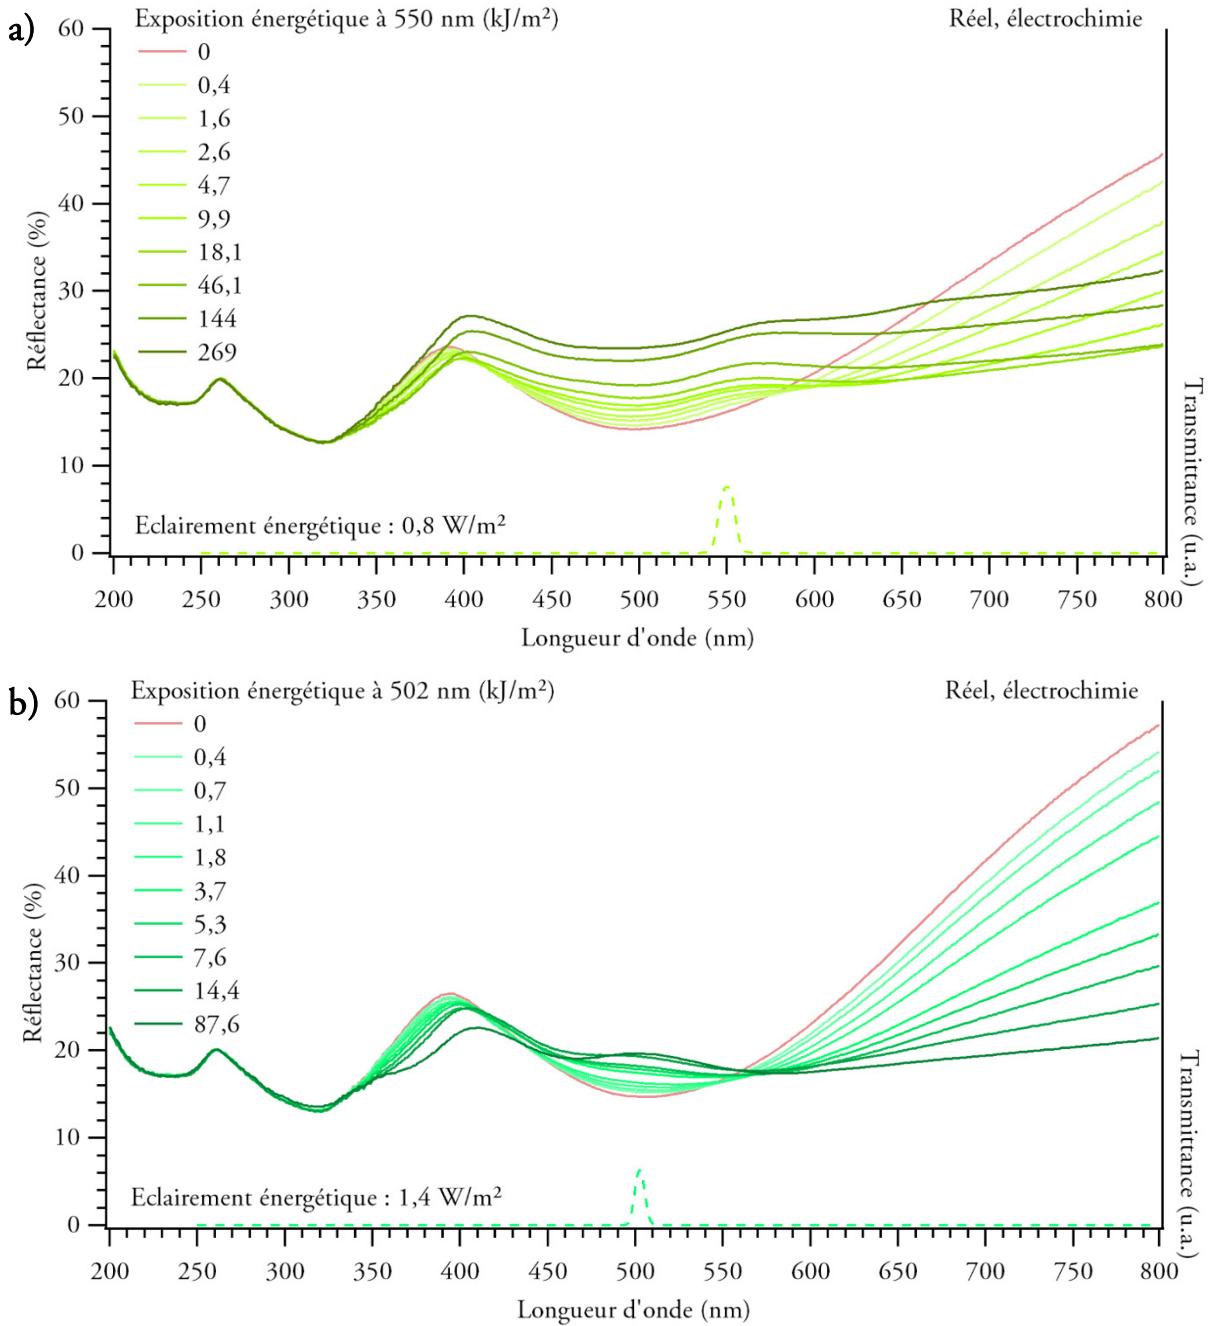 a)
Exposition énergétique à 550 nm (kJ/m²)
Réel, électrochimie
0
0,4
1,6
2,6
4,7
9,9
18,1
46,1
144
269
60
50
40
30
20
10
0
Réflectance (%)
Transmittance (u.a.)
Eclairement énergétique : 0,8 W/m²
200 250 300 350 400 450 500 550 600 650 700 750 800
Longueur d'onde (nm)
b)
Exposition énergétique à 502 nm (kJ/m²)
Réel, électrochimie
0
0,4
0,7
1,1
1,8
3,7
5,3
7,6
14,4
87,6
60
50
40
30
20
10
0
Réflectance (%)
Transmittance (u.a.)
Eclairement énergétique : 1,4 W/m²
200 250 300 350 400 450 500 550 600 650 700 750 800
Longueur d'onde (nm)